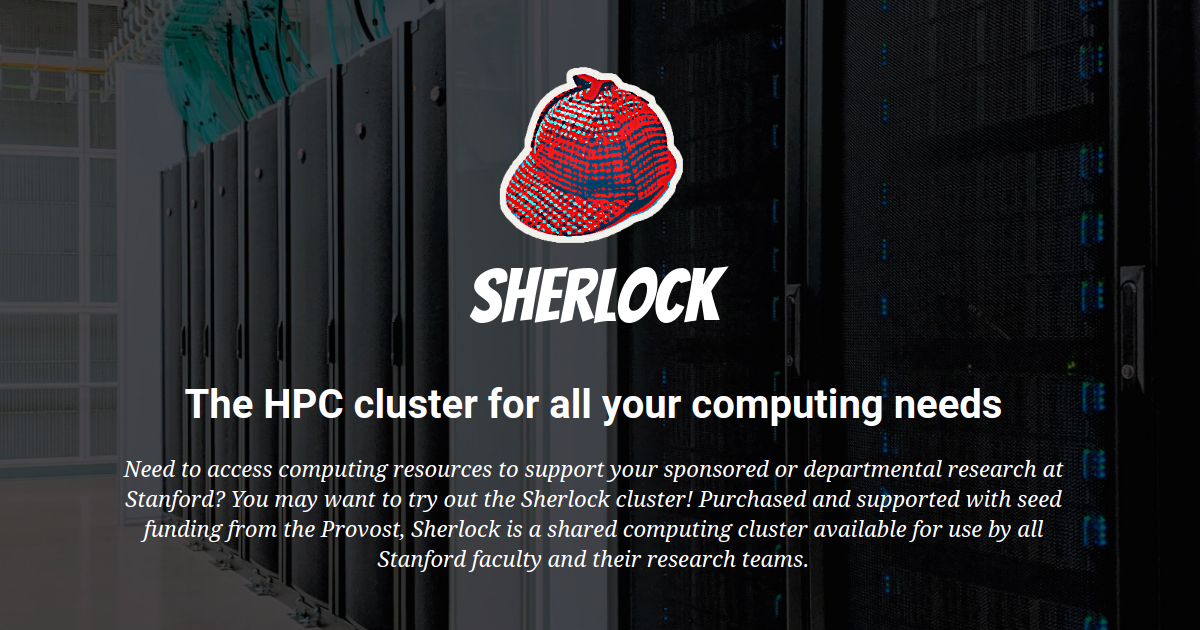 SHERLOCK
The HPC cluster for all your computing needs
Need to access computing resources to support your sponsored or departmental research at
Stanford? You may want to try out the Sherlock cluster! Purchased and supported with seed
funding from the Provost, Sherlock is a shared computing cluster available for use by all
Stanford faculty and their research teams.